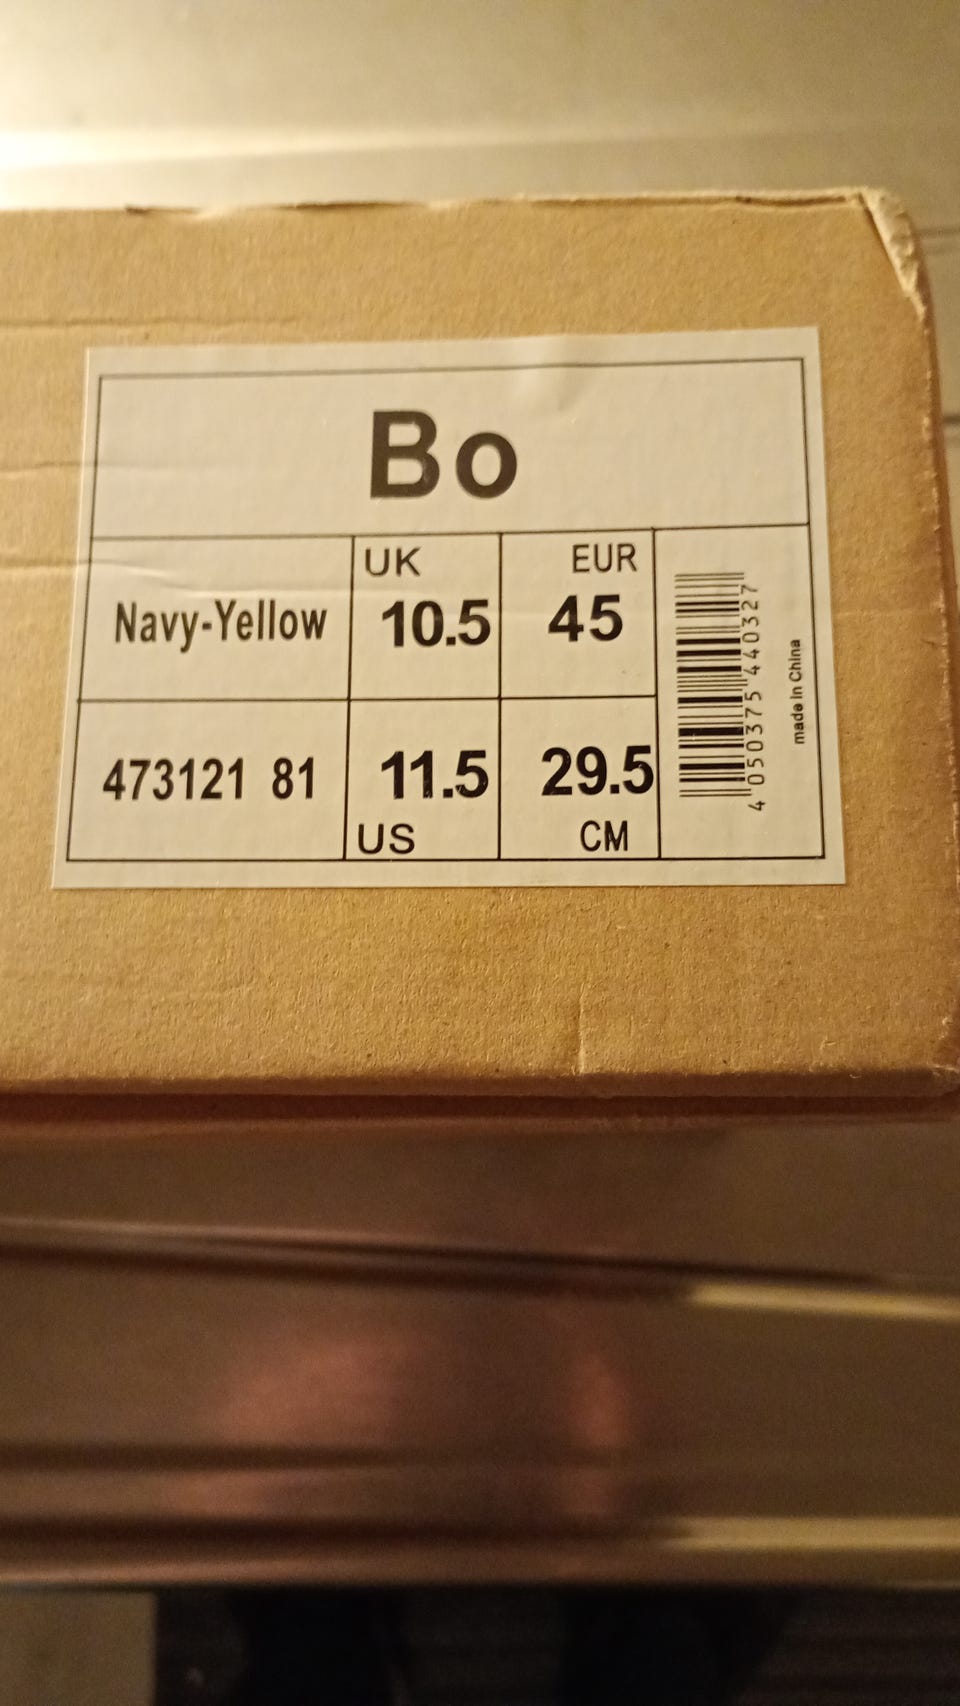 Bo
Navy-Yellow
UK
10.5
EUR
45
473121 81
11.5
US
29.5
CM
4 050375 440327
made in China